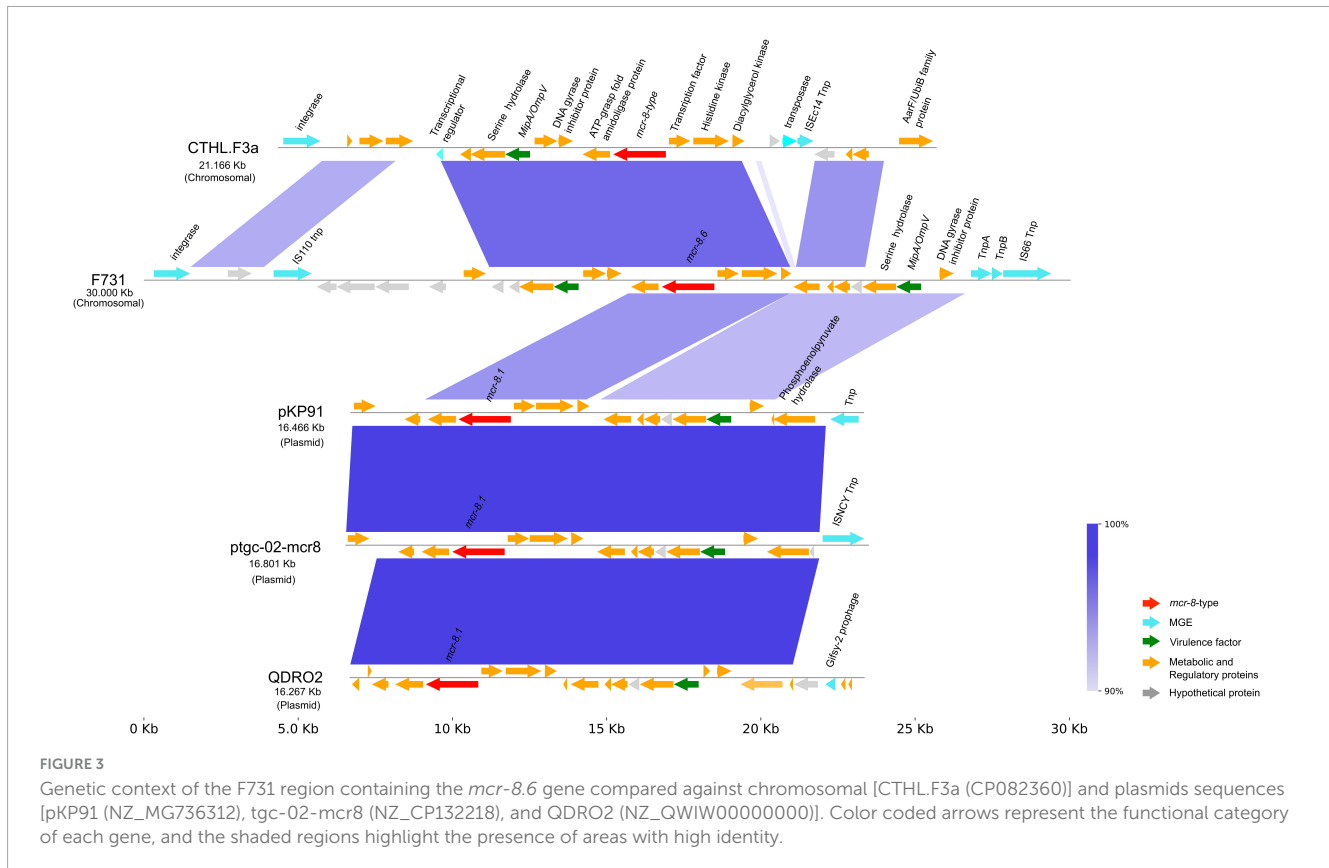 integrase
Transcriptional
regulator
Serine hydrolase
MipA/OmpV
DNA gyrase
inhibitor protein
ATP-grasp fold
amidoligase protein
mcr-8-type
Transription factor
Histidine kinase
Diacylglycerol kinase
transposase
ISEc14 Tnp
AarF/UbiB family
protein
CTHL.F3a
21.166 Kb
(Chromosomal)
integrase
IS110 tnp
mcr-8.6
Serine hydrolase
MipA/OmpV
DNA gyrase
inhibitor protein
TnpA
TnpB
IS66 Tnp
F731
30.000 Kb
(Chromosomal)
mcr-8.1
Phosphoenolpyruvate
hydrolase
Tnp
pKP91
16.466 Kb
(Plasmid)
mcr-8.1
ISNCY Tnp
ptgc-02-mcr8
16.801 Kb
(Plasmid)
mcr-8.1
Gifsy-2 prophage
QDRO2
16.267 Kb
(Plasmid)
100%
90%
mcr-8-type
MGE
Virulence factor
Metabolic and
Regulatory proteins
Hypothetical protein
0 Kb 5.0 Kb 10 Kb 15 Kb 20 Kb 25 Kb 30 Kb
FIGURE 3
Genetic context of the F731 region containing the mcr-8.6 gene compared against chromosomal [CTHL.F3a (CP082360)] and plasmids sequences
[pKP91 (NZ_MG736312), tgc-02-mcr8 (NZ_CP132218), and QDRO2 (NZ_QWIW00000000)]. Color coded arrows represent the functional category
of each gene, and the shaded regions highlight the presence of areas with high identity.